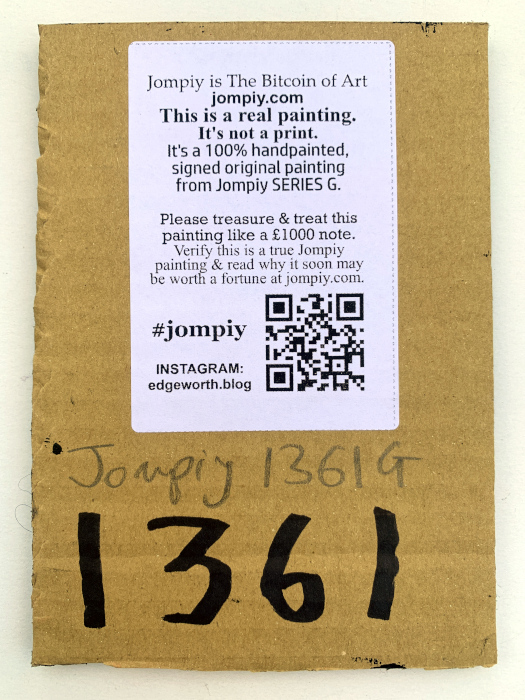 Jompiy is The Bitcoin of Art
jompiy.com
This is a real painting.
It's not a print.
It's a 100% handpainted,
signed original painting
from Jompiy SERIES G.
Please treasure & treat this
painting like a £1000 note.
Verify this is a true Jompiy
painting & read why it soon may
be worth a fortune at jompiy.com.
#jompiy
INSTAGRAM:
edgeworth.blog
Jompiy 1361G
1361